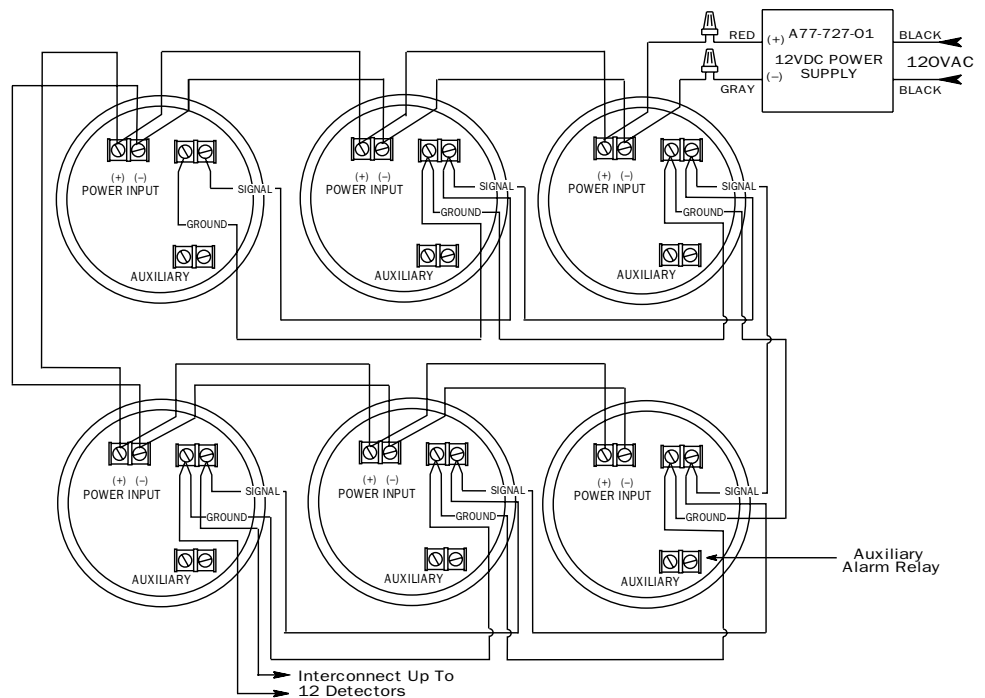 RED
(+) A77-727-01
BLACK
12VDC POWER
SUPPLY
120VAC
(–)
GRAY
BLACK
(+) (–)
POWER INPUT
SIGNAL
GROUND
AUXILIARY
(+) (–)
POWER INPUT
SIGNAL
GROUND
AUXILIARY
(+) (–)
POWER INPUT
SIGNAL
GROUND
AUXILIARY
(+) (–)
POWER INPUT
SIGNAL
GROUND
AUXILIARY
(+) (–)
POWER INPUT
SIGNAL
GROUND
AUXILIARY
(+) (–)
POWER INPUT
SIGNAL
GROUND
AUXILIARY
Auxiliary
Alarm Relay
Interconnect Up To
12 Detectors